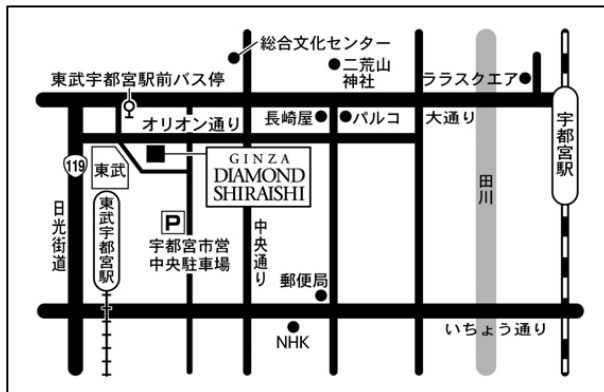 総合文化センター
二荒山
神社
ララスクエア
東武宇都宮駅前バス停
オリオン通り
長崎屋
パルコ
大通り
宇都宮駅
119
東武
GINZA
DIAMOND
SHIRAISHI
田川
日光街道
東武宇都宮駅
P
宇都宮市営
中央駐車場
中央通り
郵便局
NHK
いちょう通り